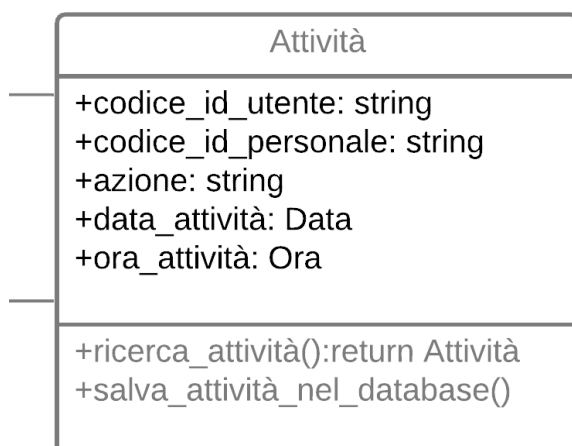 Attività
+codice_id_utente: string
+codice_id_personale: string
+azione: string
+data_attività: Data
+ora_attività: Ora
+ricerca_attività():return Attività
+salva_attività_nel_database()